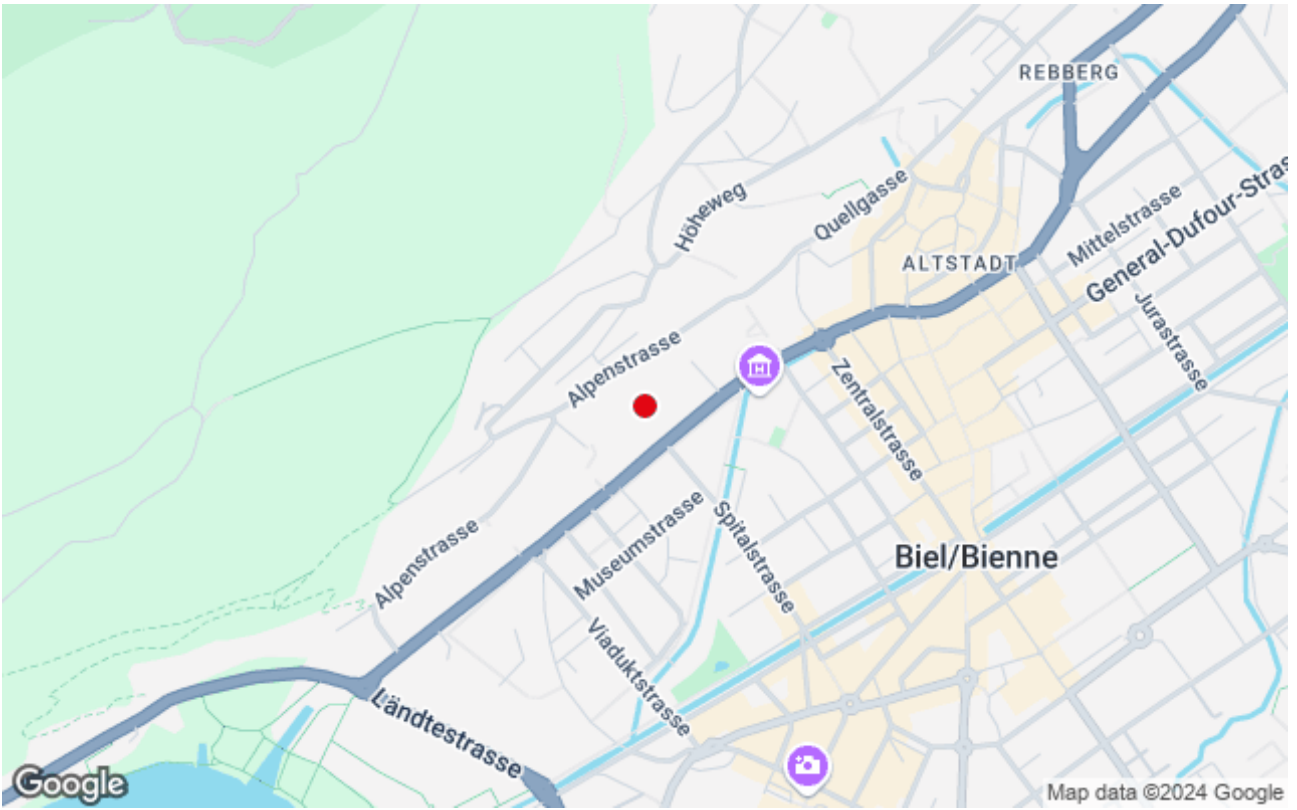 REBBERG
Höheweg
Quellgasse
Mittelstrasse
General-Dufour-Stras
ALTSTADT
Jurastrasse
Alpenstrasse
Zentralstrasse
Museumstrasse
Spitalstrasse
Biel/Bienne
Alpenstrasse
Viaduktstrasse
Ländtestrasse
Google
Map data ©2024 Google